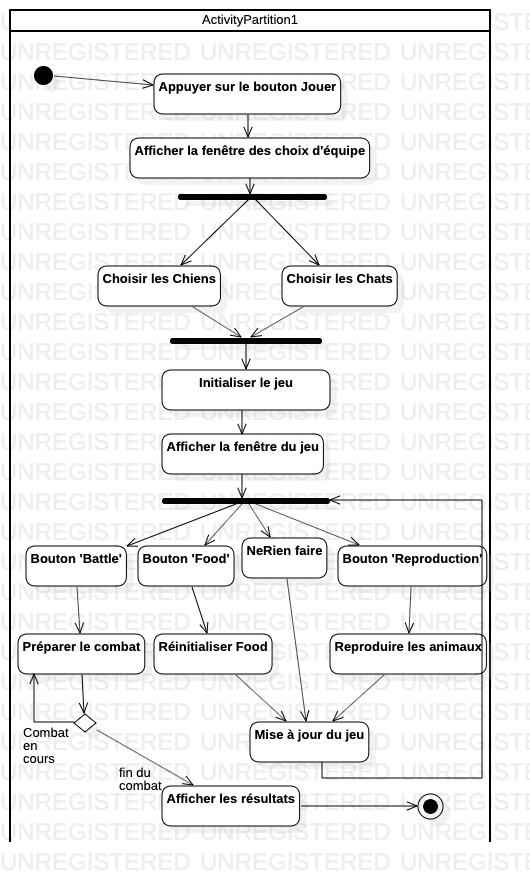 ActivityPartition1
Appuyer sur le bouton Jouer
Afficher la fenêtre des choix d'équipe
Choisir les Chiens
Choisir les Chats
Initialiser le jeu
Afficher la fenêtre du jeu
Bouton 'Battle'
Bouton 'Food'
NeRien faire
Bouton 'Reproduction'
Préparer le combat
Réinitialiser Food
Reproduire les animaux
Combat
en
cours
Mise à jour du jeu
fin du
combat
Afficher les résultats
UNREGISTERED